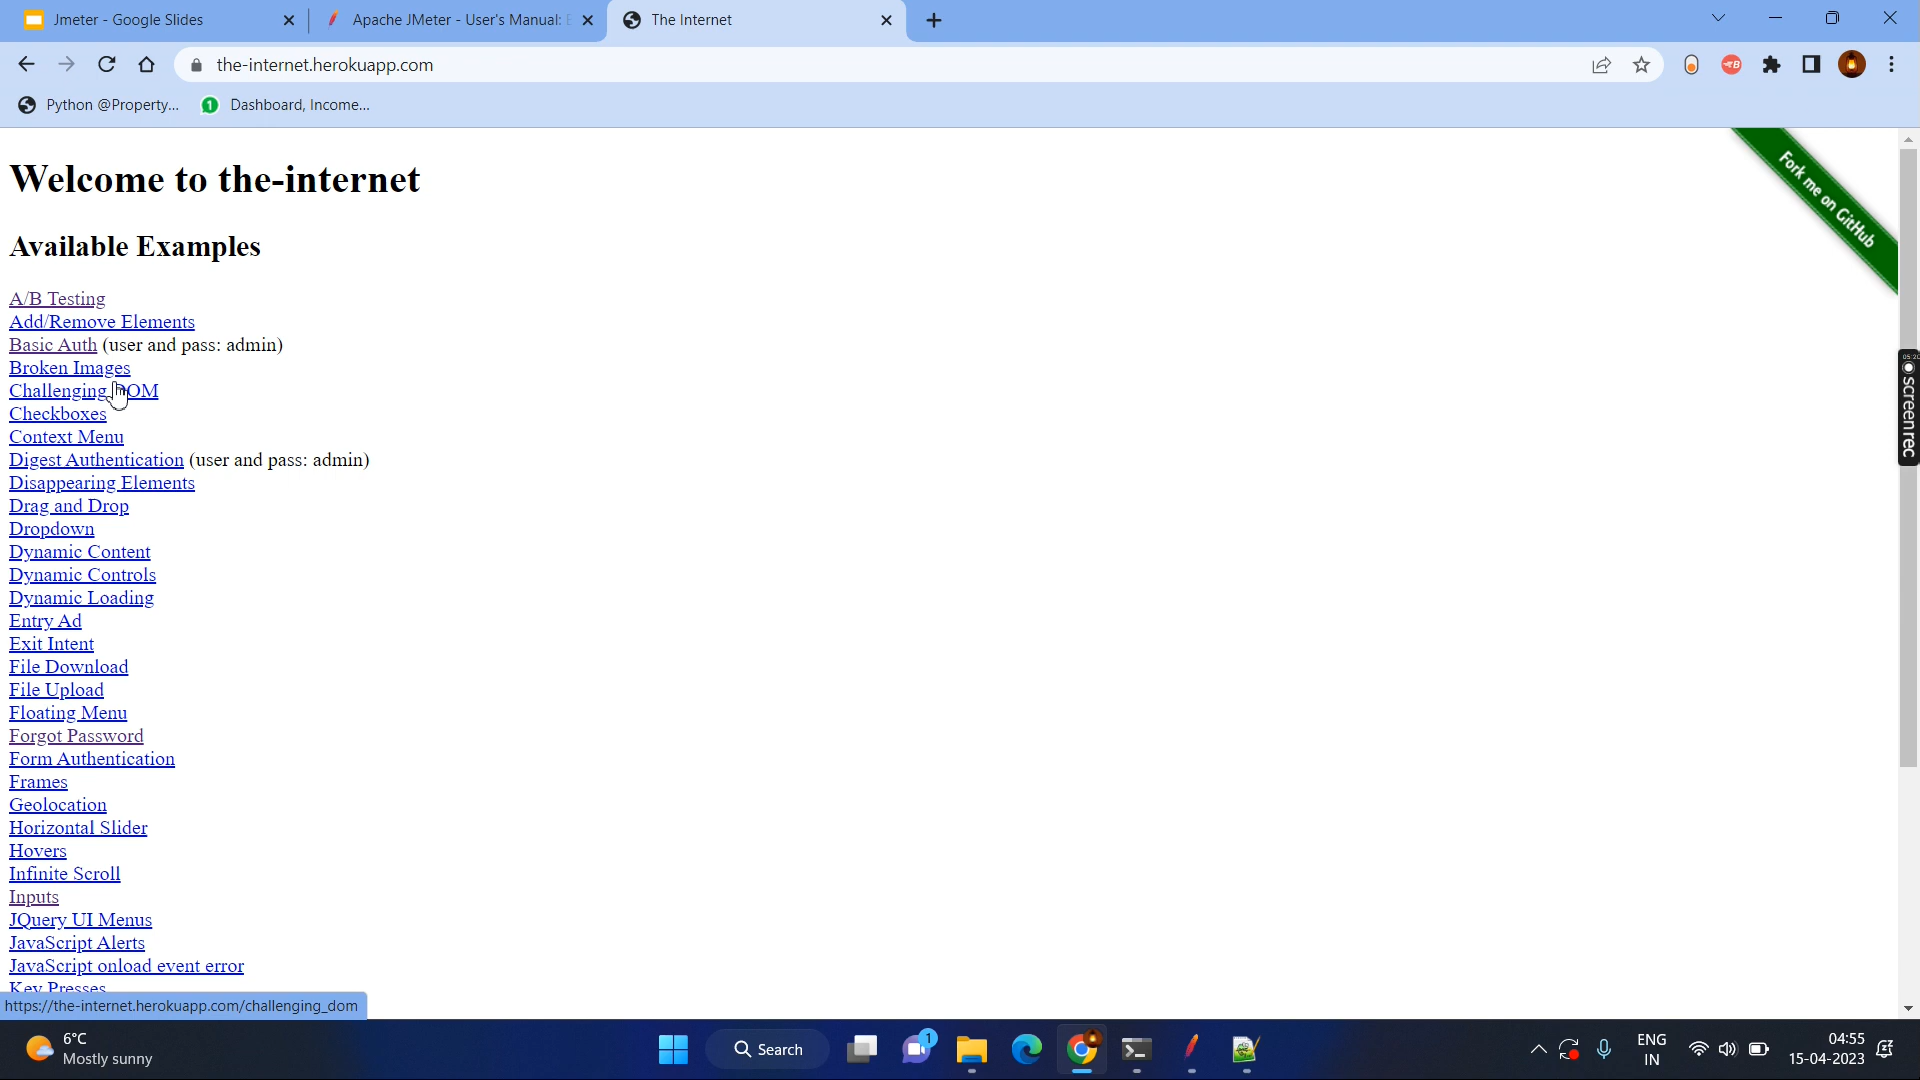 Jmeter - Google Slides
Apache JMeter - User's Manual:
The Internet
the-internet.herokuapp.com
Python @Property...
Dashboard, Income...
Welcome to the-internet
Fork me on GitHub
Available Examples
A/B Testing
Add/Remove Elements
Basic Auth (user and pass: admin)
Broken Images
Challenging DOM
Checkboxes
Context Menu
Digest Authentication (user and pass: admin)
Disappearing Elements
Drag and Drop
Dropdown
Dynamic Content
Dynamic Controls
Dynamic Loading
Entry Ad
Exit Intent
File Download
File Upload
Floating Menu
Forgot Password
Form Authentication
Frames
Geolocation
Horizontal Slider
Hovers
Infinite Scroll
Inputs
JQuery UI Menus
JavaScript Alerts
JavaScript onload event error
Key Presses
https://the-internet.herokuapp.com/challenging_dom
screenrec
6°C
Mostly sunny
Search
1
ENG
IN
04:55
15-04-2023